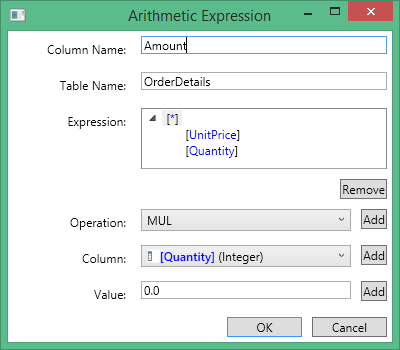 Arithmetic Expression
Column Name: Amount
Table Name: OrderDetails
Expression: [*]
[UnitPrice]
[Quantity]
Remove
Operation: MUL Add
Column: [Quantity] (Integer) Add
Value: 0.0 Add
OK Cancel